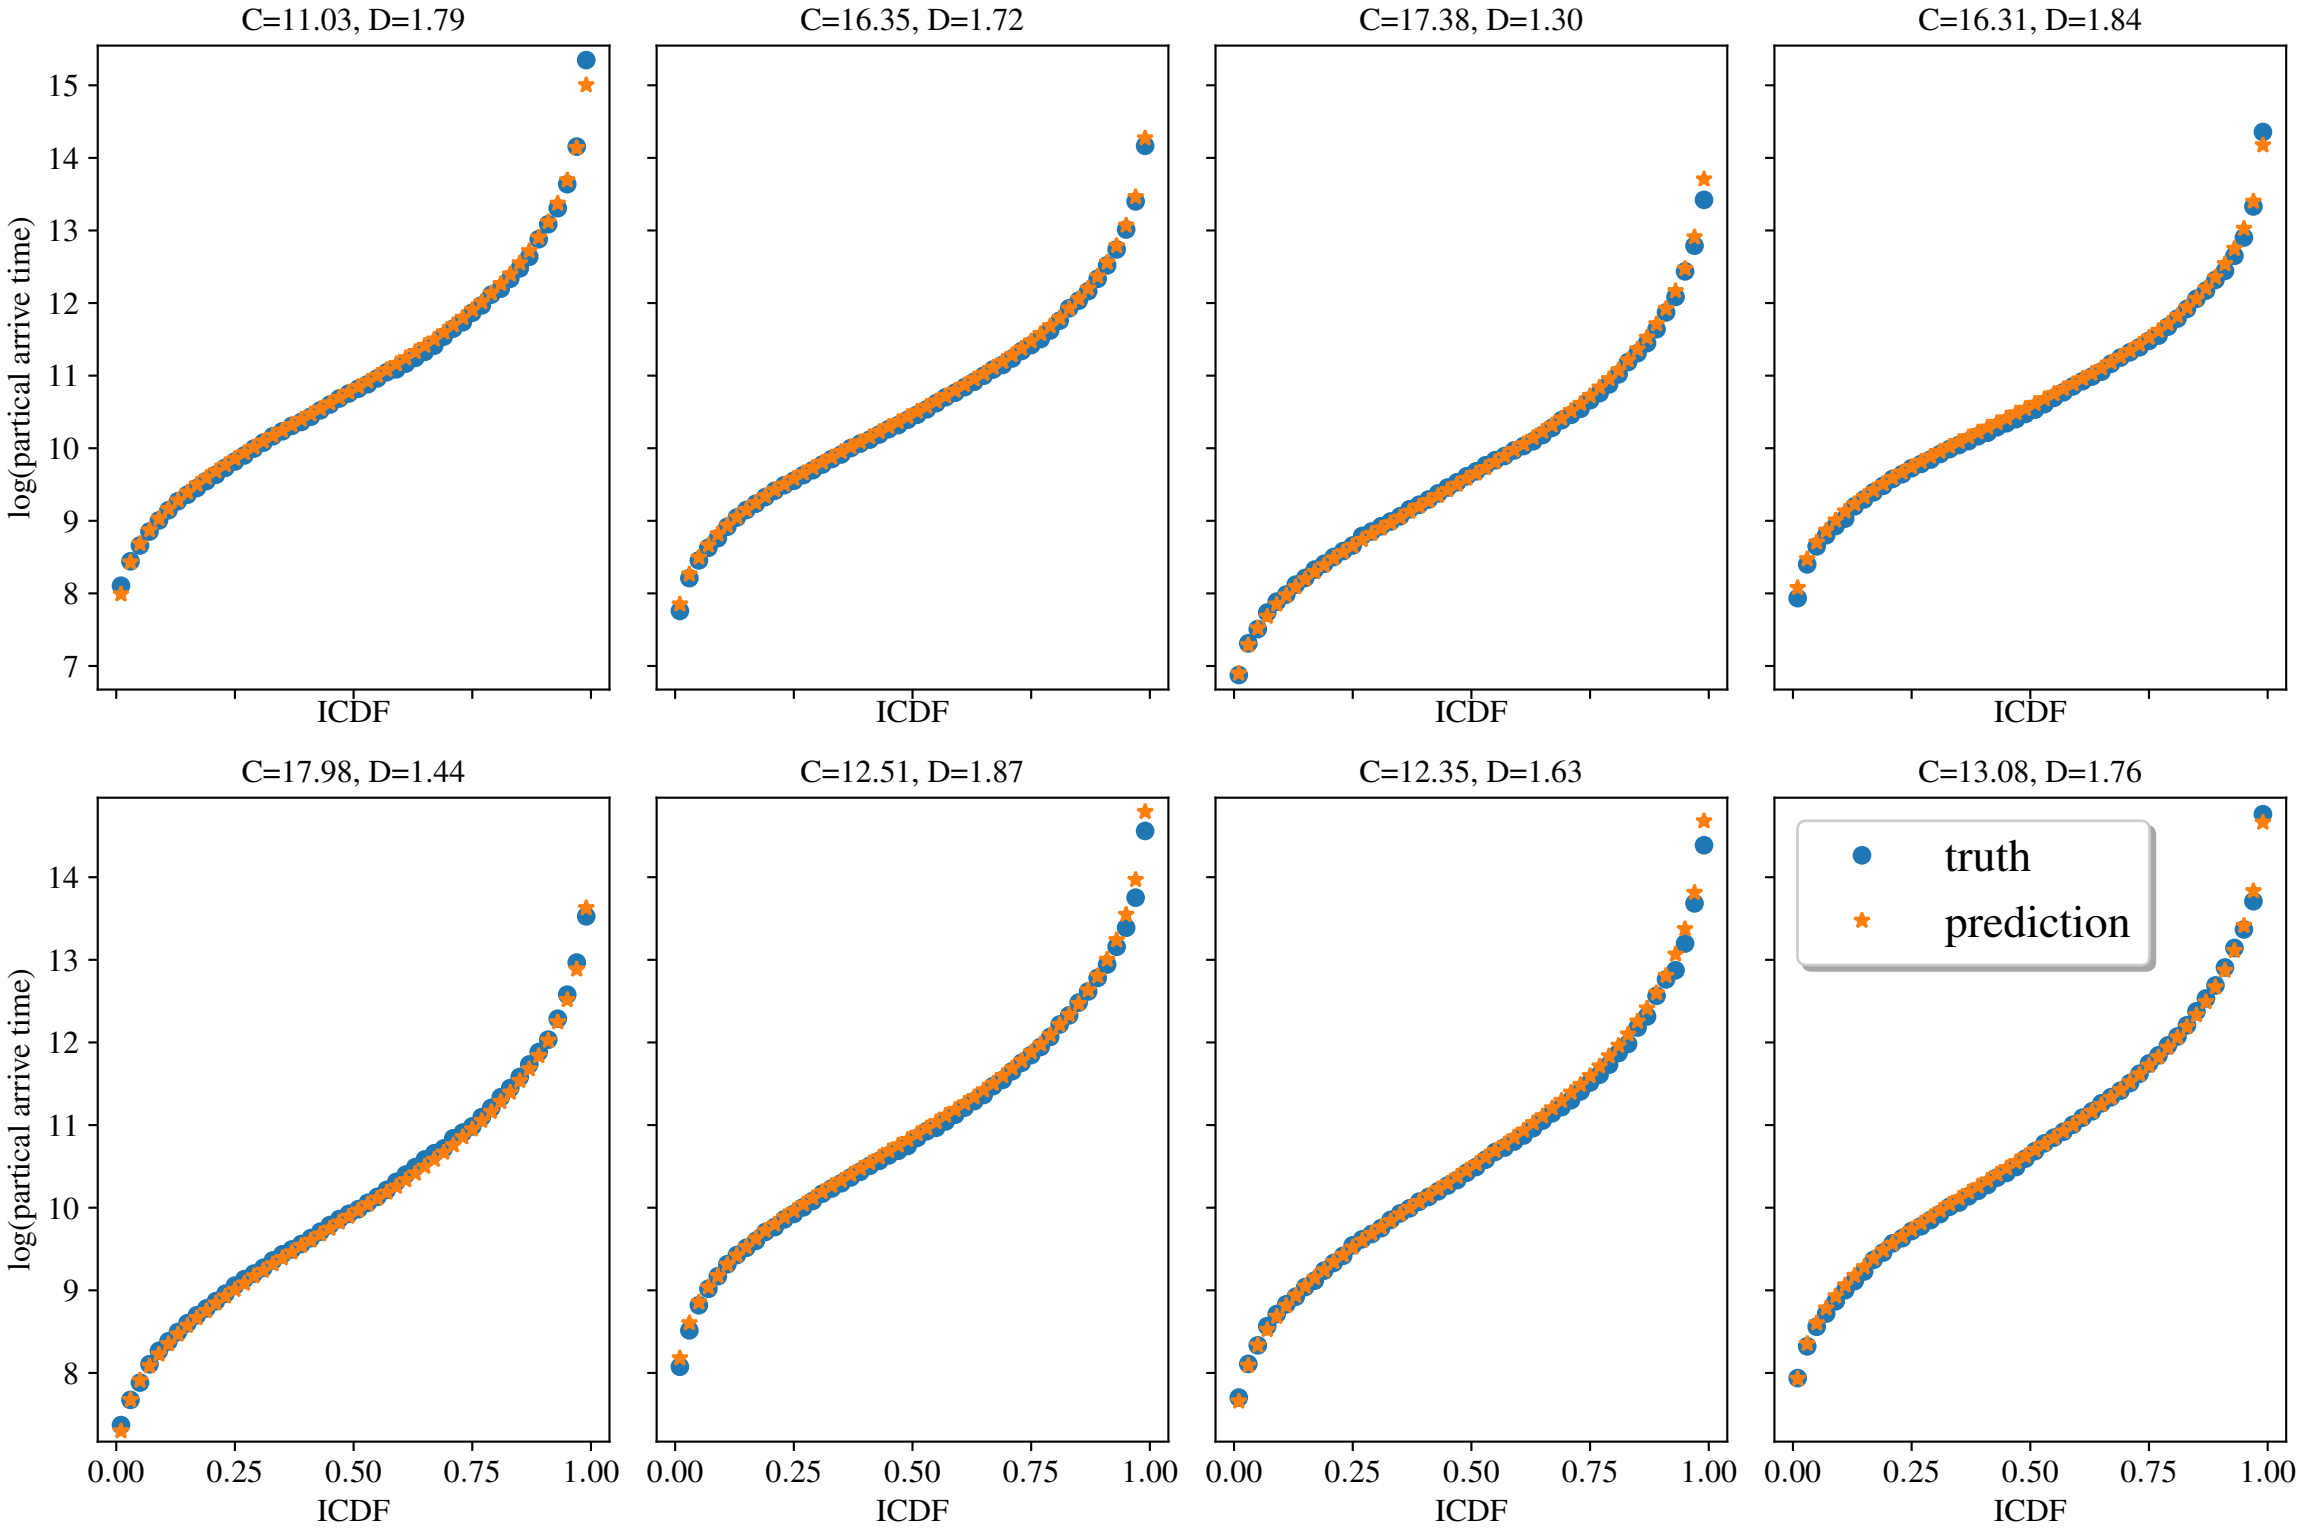 C=11.03, D=1.79
C=16.35, D=1.72
C=17.38, D=1.30
C=16.31, D=1.84
log(partical arrive time)
15
14
13
12
11
10
9
8
7
ICDF
ICDF
ICDF
ICDF
C=17.98, D=1.44
C=12.51, D=1.87
C=12.35, D=1.63
C=13.08, D=1.76
log(partical arrive time)
14
13
12
11
10
9
8
truth
prediction
0.00 0.25 0.50 0.75 1.00
0.00 0.25 0.50 0.75 1.00
0.00 0.25 0.50 0.75 1.00
0.00 0.25 0.50 0.75 1.00
ICDF
ICDF
ICDF
ICDF